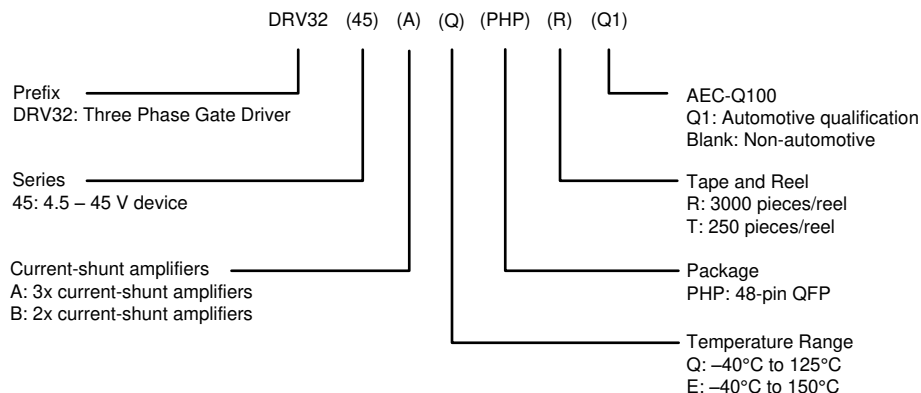 DRV32 (45) (A) (Q) (PHP) (R) (Q1)
Prefix
DRV32: Three Phase Gate Driver
Series
45: 4.5 – 45 V device
Current-shunt amplifiers
A: 3x current-shunt amplifiers
B: 2x current-shunt amplifiers
AEC-Q100
Q1: Automotive qualification
Blank: Non-automotive
Tape and Reel
R: 3000 pieces/reel
T: 250 pieces/reel
Package
PHP: 48-pin QFP
Temperature Range
Q: –40°C to 125°C
E: –40°C to 150°C